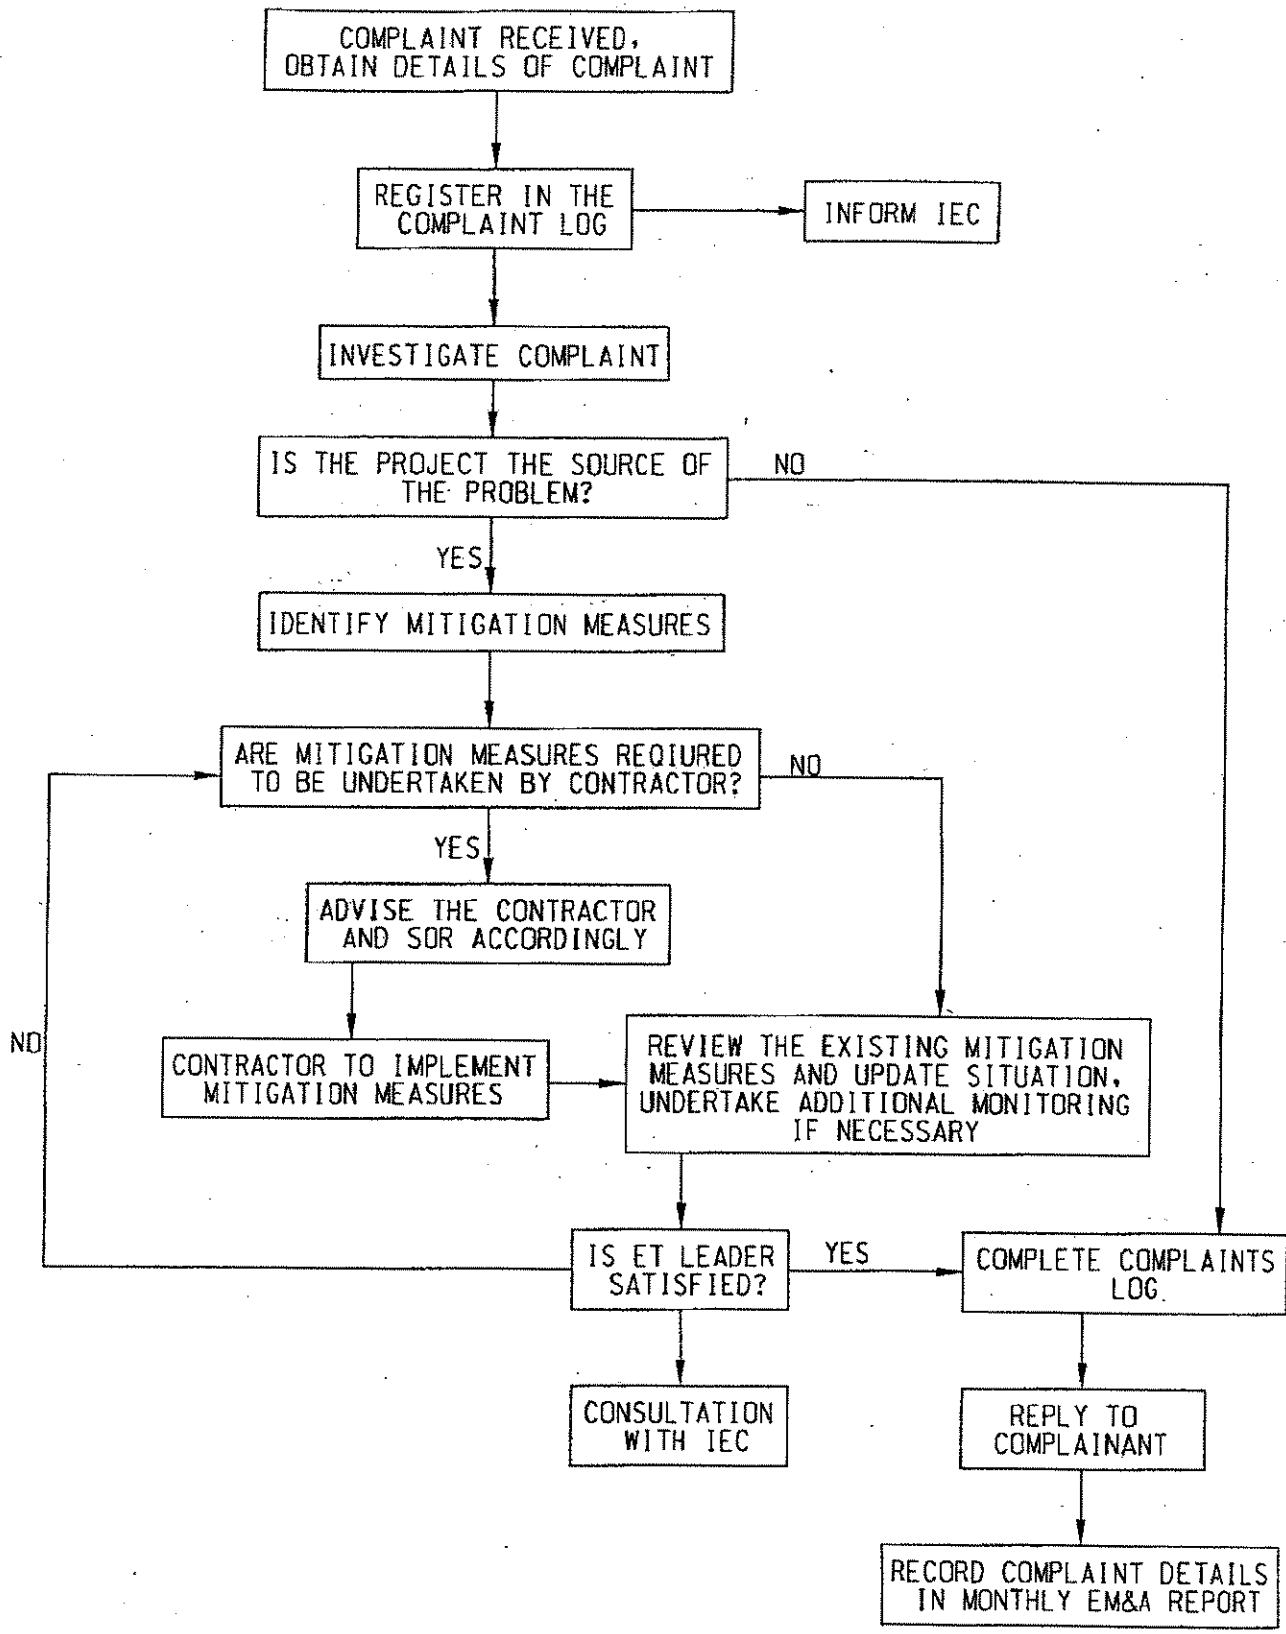 COMPLAINT RECEIVED,
OBTAIN DETAILS OF COMPLAINT
REGISTER IN THE
COMPLAINT LOG
INFORM IEC
INVESTIGATE COMPLAINT
IS THE PROJECT THE SOURCE OF
THE PROBLEM?
NO
YES
IDENTIFY MITIGATION MEASURES
ARE MITIGATION MEASURES REQIURED
TO BE UNDERTAKEN BY CONTRACTOR?
NO
YES
ADVISE THE CONTRACTOR
AND SOR ACCORDINGLY
NO
CONTRACTOR TO IMPLEMENT
MITIGATION MEASURES
REVIEW THE EXISTING MITIGATION
MEASURES AND UPDATE SITUATION.
UNDERTAKE ADDITIONAL MONITORING
IF NECESSARY
IS ET LEADER
SATISFIED?
YES
COMPLETE COMPLAINTS
LOG.
CONSULTATION
WITH IEC
REPLY TO
COMPLAINANT
RECORD COMPLAINT DETAILS
IN MONTHLY EM&A REPORT